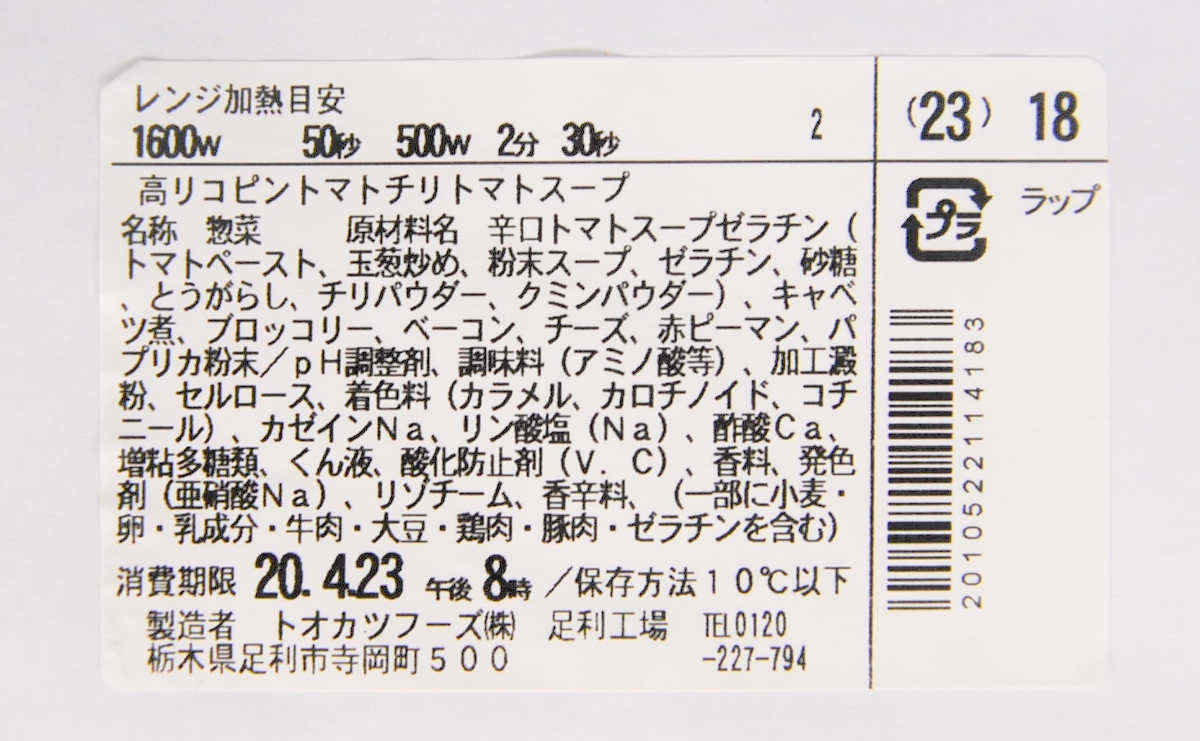 レンジ加熱目安
1600W 50秒 500W 2分 30秒 2
(23) 18
高リコピントマトチリトマトスープ
プラ ラップ
名称 惣菜 原材料名 辛口トマトスープゼラチン(
トマトペースト、玉葱炒め、粉末スープ、ゼラチン、砂糖
、とうがらし、チリパウダー、クミンパウダー)、キャベ
ツ煮、ブロッコリー、ベーコン、チーズ、赤ピーマン、パ
プリカ粉末/pH調整剤、調味料(アミノ酸等)、加工澱
粉、セルロース、着色料(カラメル、カロチノイド、コチ
ニール)、カゼインNa、リン酸塩(Na)、酢酸Ca、
増粘多糖類、くん液、酸化防止剤(V.C)、香料、発色
剤(亜硝酸Na)、リゾチーム、香辛料、(一部に小麦・
卵・乳成分・牛肉・大豆・鶏肉・豚肉・ゼラチンを含む)
消費期限 20.4.23 午後 8時 /保存方法10℃以下
製造者 トオカツフーズ(株) 足利工場 TEL0120
栃木県足利市寺岡町500 -227-794
2010522114183